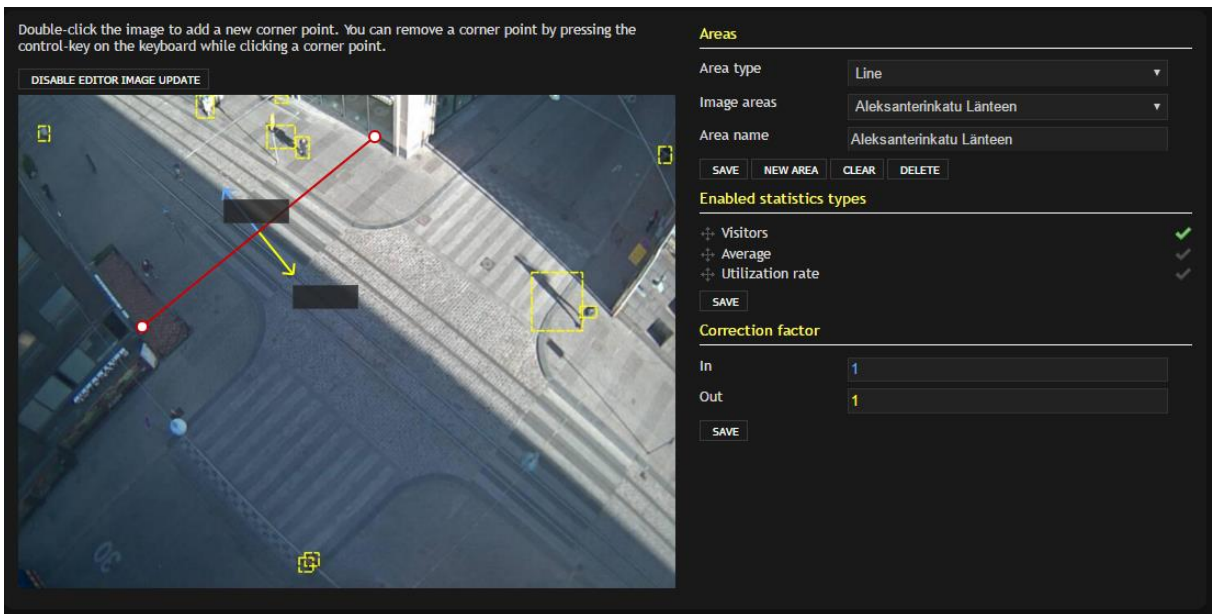 Double-click the image to add a new corner point. You can remove a corner point by pressing the
control-key on the keyboard while clicking a corner point.
DISABLE EDITOR IMAGE UPDATE
Areas
Area type
Line
Image areas
Aleksanterinkatu Länteen
Area name
Aleksanterinkatu Länteen
SAVE NEW AREA CLEAR DELETE
Enabled statistics types
Visitors
Average
Utilization rate
SAVE
Correction factor
In
1
Out
1
SAVE